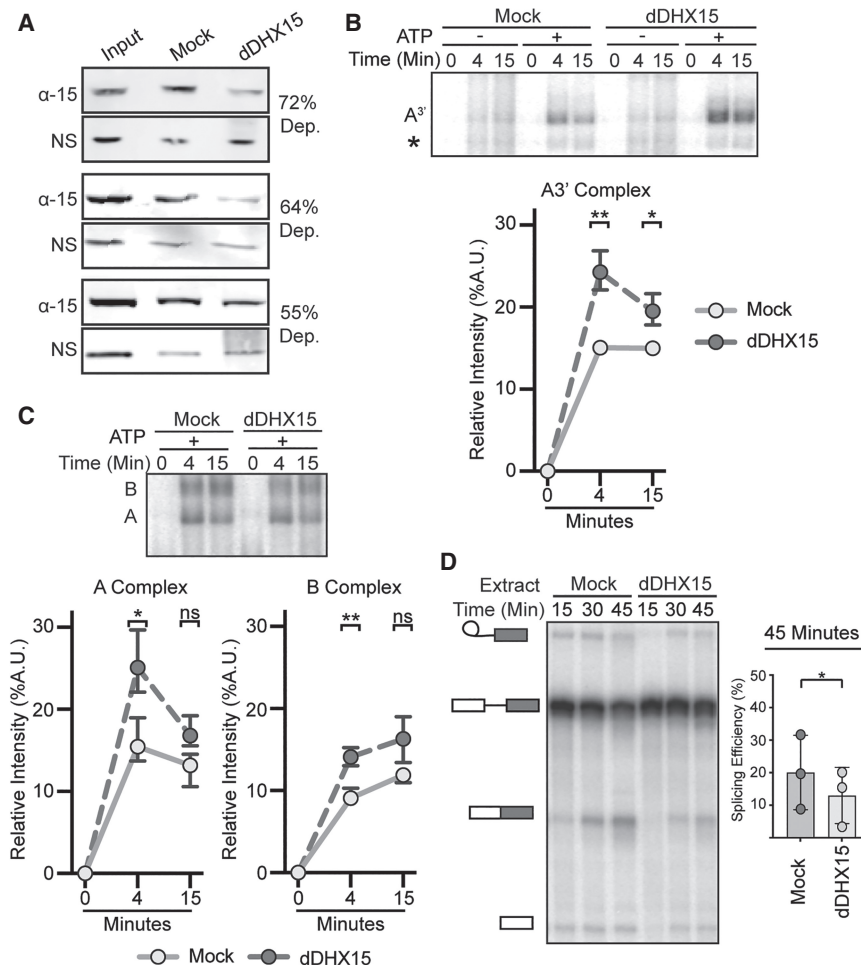 A
Input Mock dDHX15
α-15
72%
Dep.
NS
α-15
64%
Dep.
NS
α-15
55%
Dep.
NS
B
Mock dDHX15
ATP - + - +
Time (Min) 0 4 15 0 4 15 0 4 15 0 4 15
A3'
*
A3' Complex
Relative Intensity (%A.U.)
30
20
10
0
** *
0 4 15
Minutes
Mock
dDHX15
C
Mock dDHX15
ATP + +
Time (Min) 0 4 15 0 4 15
B
A
A Complex
Relative Intensity (%A.U.)
30
20
10
0
* ns
0 4 15
Minutes
B Complex
Relative Intensity (%A.U.)
30
20
10
0
** ns
0 4 15
Minutes
Mock dDHX15
D
Extract Mock dDHX15
Time (Min) 15 30 45 15 30 45
45 Minutes
Splicing Efficiency (%)
50
40
30
20
10
*
Mock
dDHX15